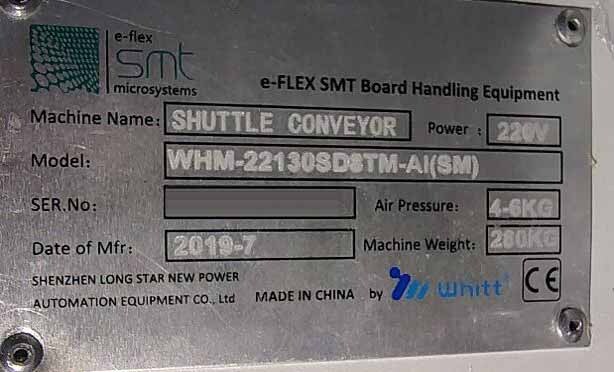 e-flex
smt
microsystems
e-FLEX SMT Board Handling Equipment
Machine Name: SHUTTLE CONVEYOR Power : 220V
Model: WHM-22130SD8TM-AI(SM)
SER.No: Air Pressure: 4-6KG
Date of Mfr: 2019-7 Machine Weight: 280KG
SHENZHEN LONG STAR NEW POWER
AUTOMATION EQUIPMENT CO., Ltd MADE IN CHINA by whitt® CE